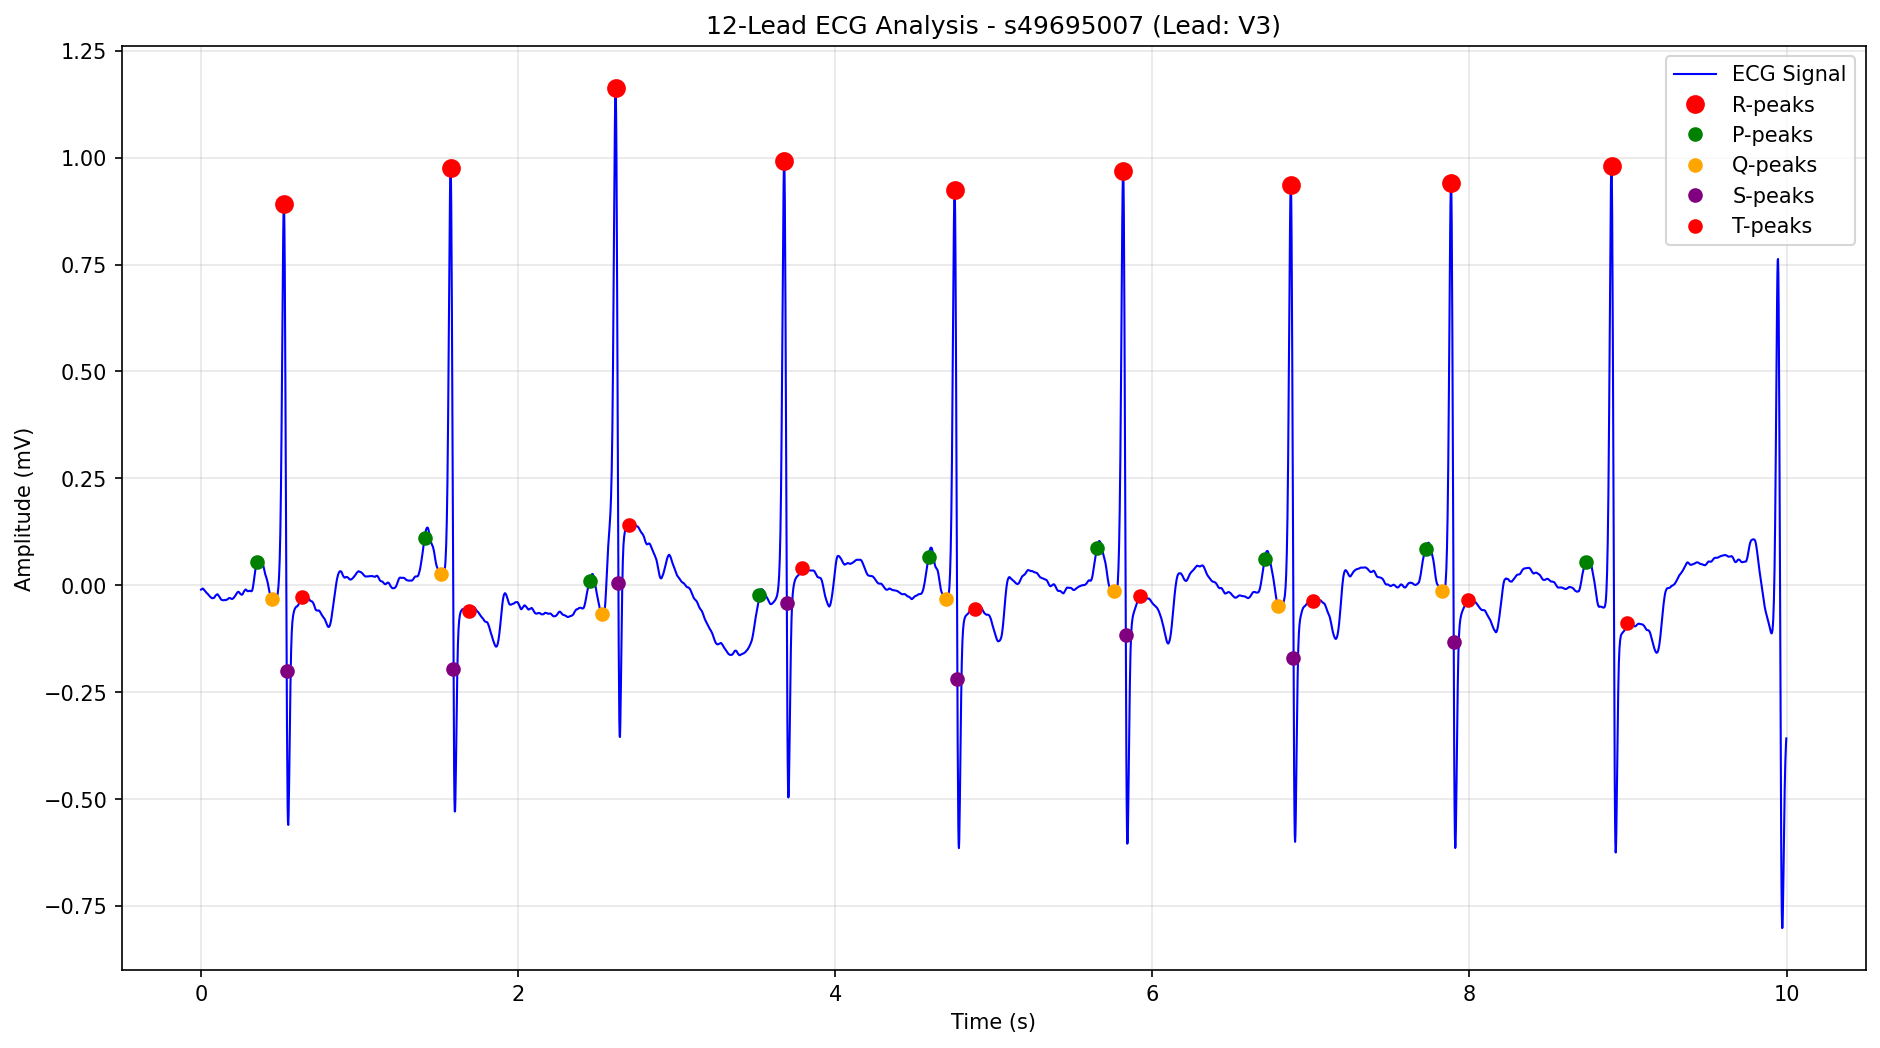 12-Lead ECG Analysis - s49695007 (Lead: V3)
ECG Signal
R-peaks
P-peaks
Q-peaks
S-peaks
T-peaks
Amplitude (mV)
1.25
1.00
0.75
0.50
0.25
0.00
−0.25
−0.50
−0.75
0 2 4 6 8 10
Time (s)